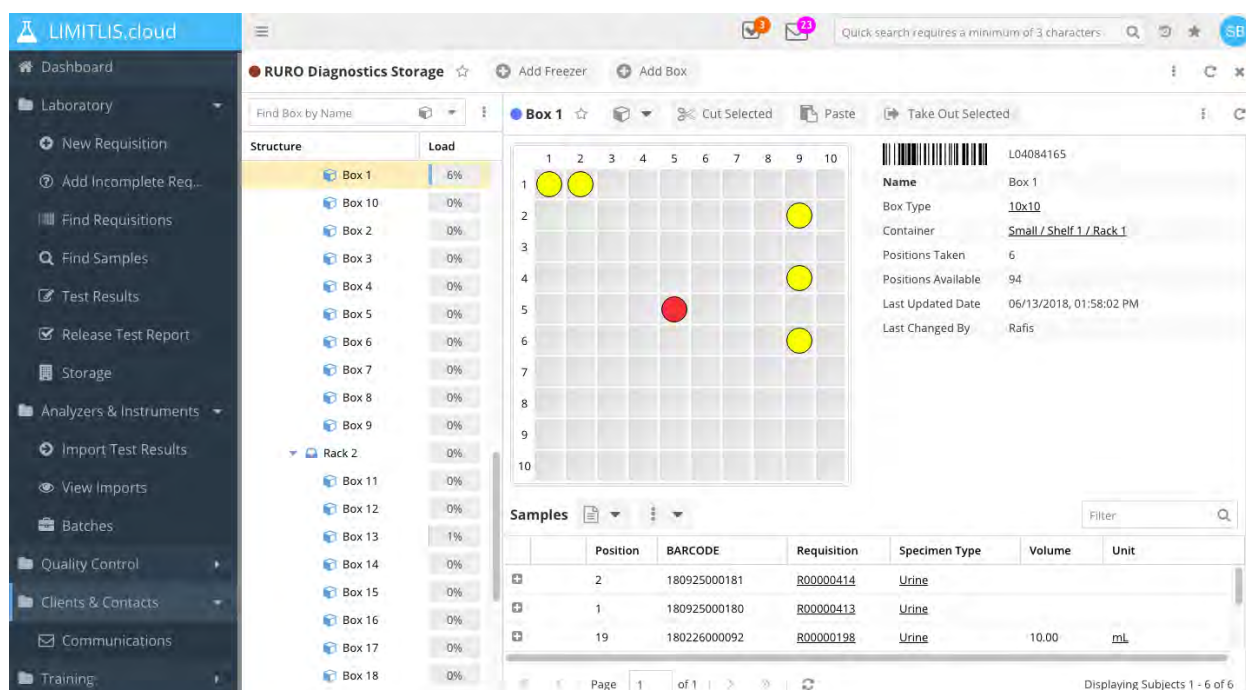 LIMITLIS.cloud
3
23
Quick search requires a minimum of 3 characters
SB
Dashboard
Laboratory
New Requisition
Add Incomplete Req...
Find Requisitions
Find Samples
Test Results
Release Test Report
Storage
Analyzers & Instruments
Import Test Results
View Imports
Batches
Quality Control
Clients & Contacts
Communications
Training
RURO Diagnostics Storage
Add Freezer
Add Box
Find Box by Name
Structure Load
Box 1 6%
Box 10 0%
Box 2 0%
Box 3 0%
Box 4 0%
Box 5 0%
Box 6 0%
Box 7 0%
Box 8 0%
Box 9 0%
Rack 2 0%
Box 11 0%
Box 12 0%
Box 13 1%
Box 14 0%
Box 15 0%
Box 16 0%
Box 17 0%
Box 18 0%
Box 1 Cut Selected Paste Take Out Selected
1 2 3 4 5 6 7 8 9 10
1
2
3
4
5
6
7
8
9
10
L04084165
Name Box 1
Box Type 10x10
Container Small / Shelf 1 / Rack 1
Positions Taken 6
Positions Available 94
Last Updated Date 06/13/2018, 01:58:02 PM
Last Changed By Rafis
Samples
Filter
Position BARCODE Requisition Specimen Type Volume Unit
2 180925000181 R00000414 Urine
1 180925000180 R00000413 Urine
19 180226000092 R00000198 Urine 10.00 mL
Page 1 of 1
Displaying Subjects 1 - 6 of 6